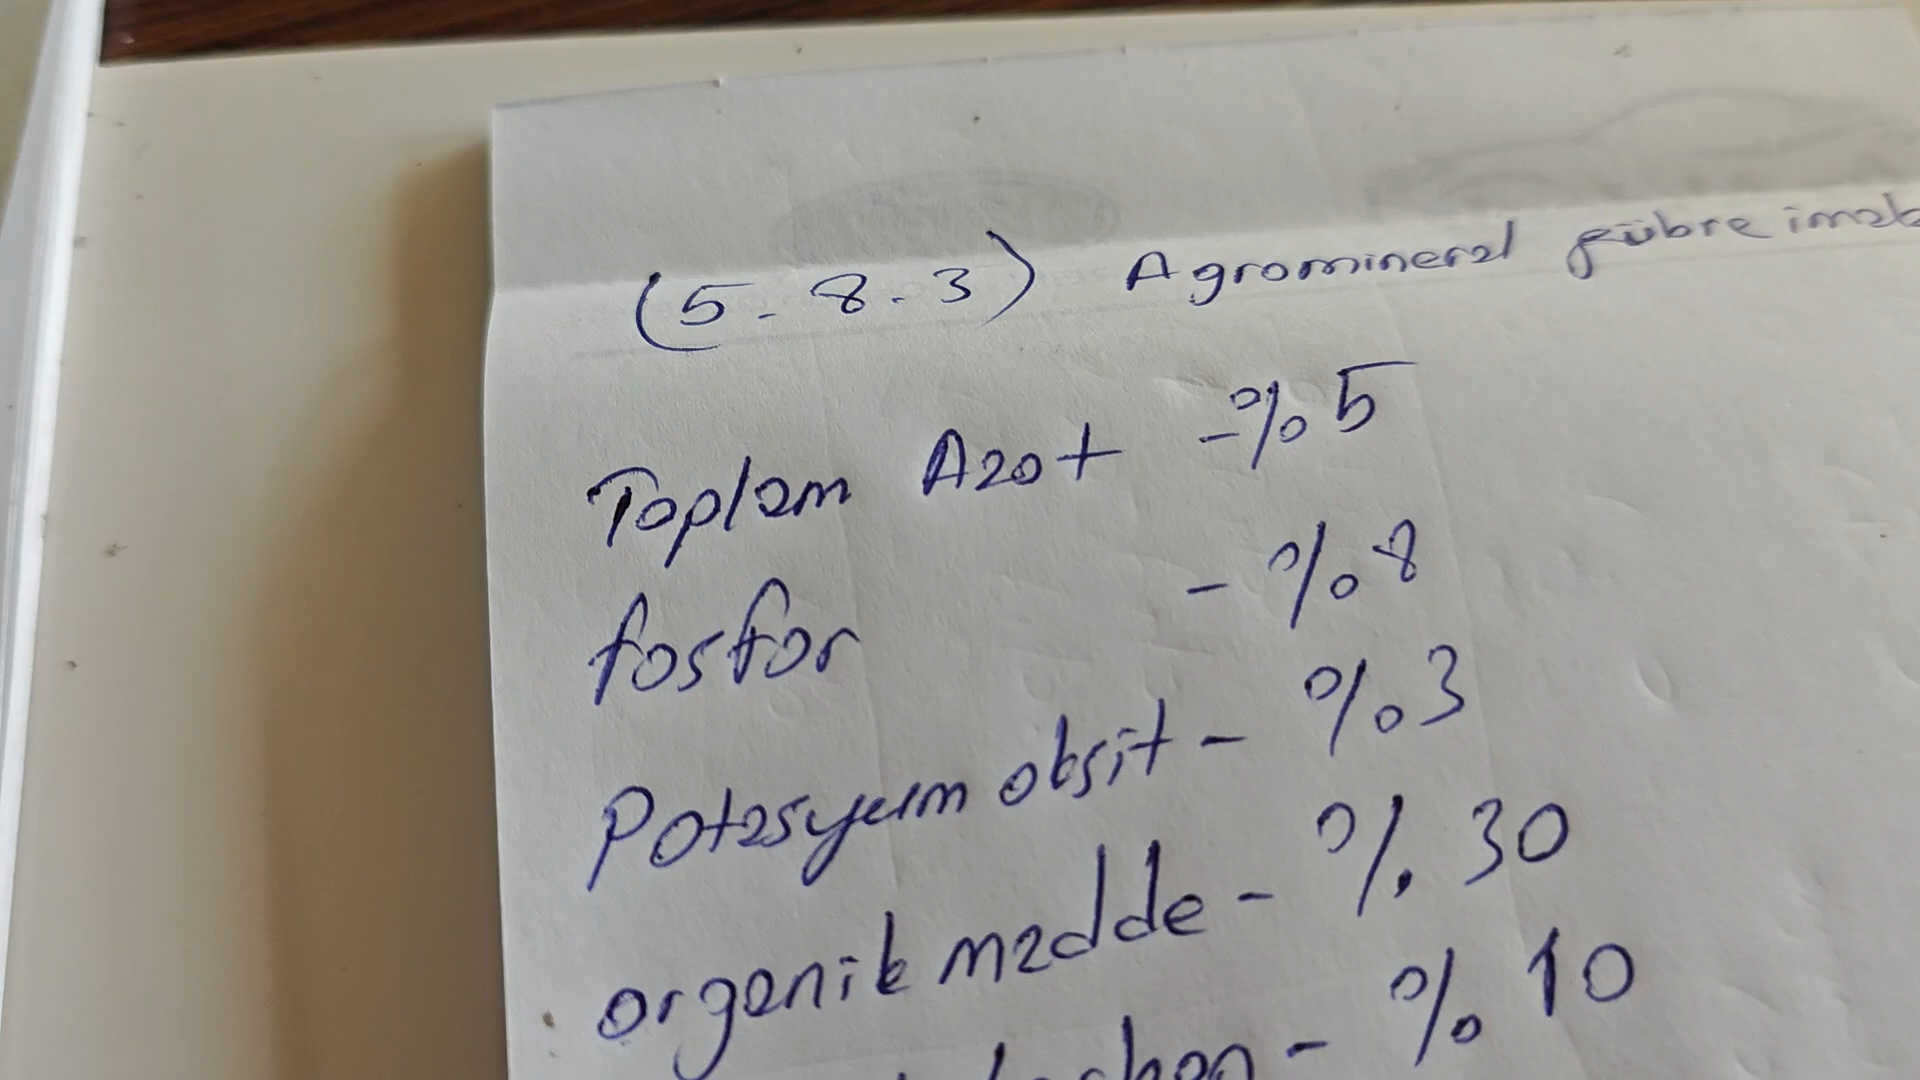 (5-8.3) Agromineral gübre
Toplam Azot -%5
fosfor - %8
Potasyum oksit - %3
organik madde - %30
- %10